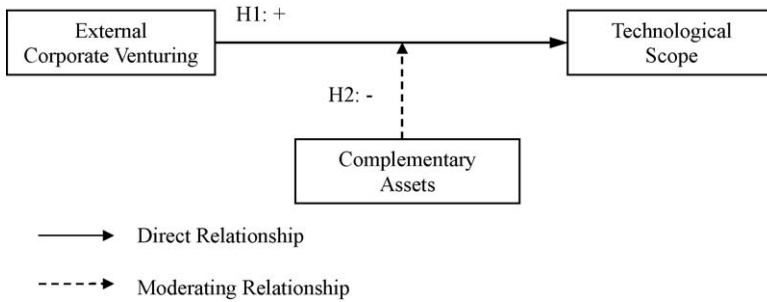 H1: +
External
Corporate Venturing
Technological
Scope
H2: -
Complementary
Assets
Direct Relationship
Moderating Relationship